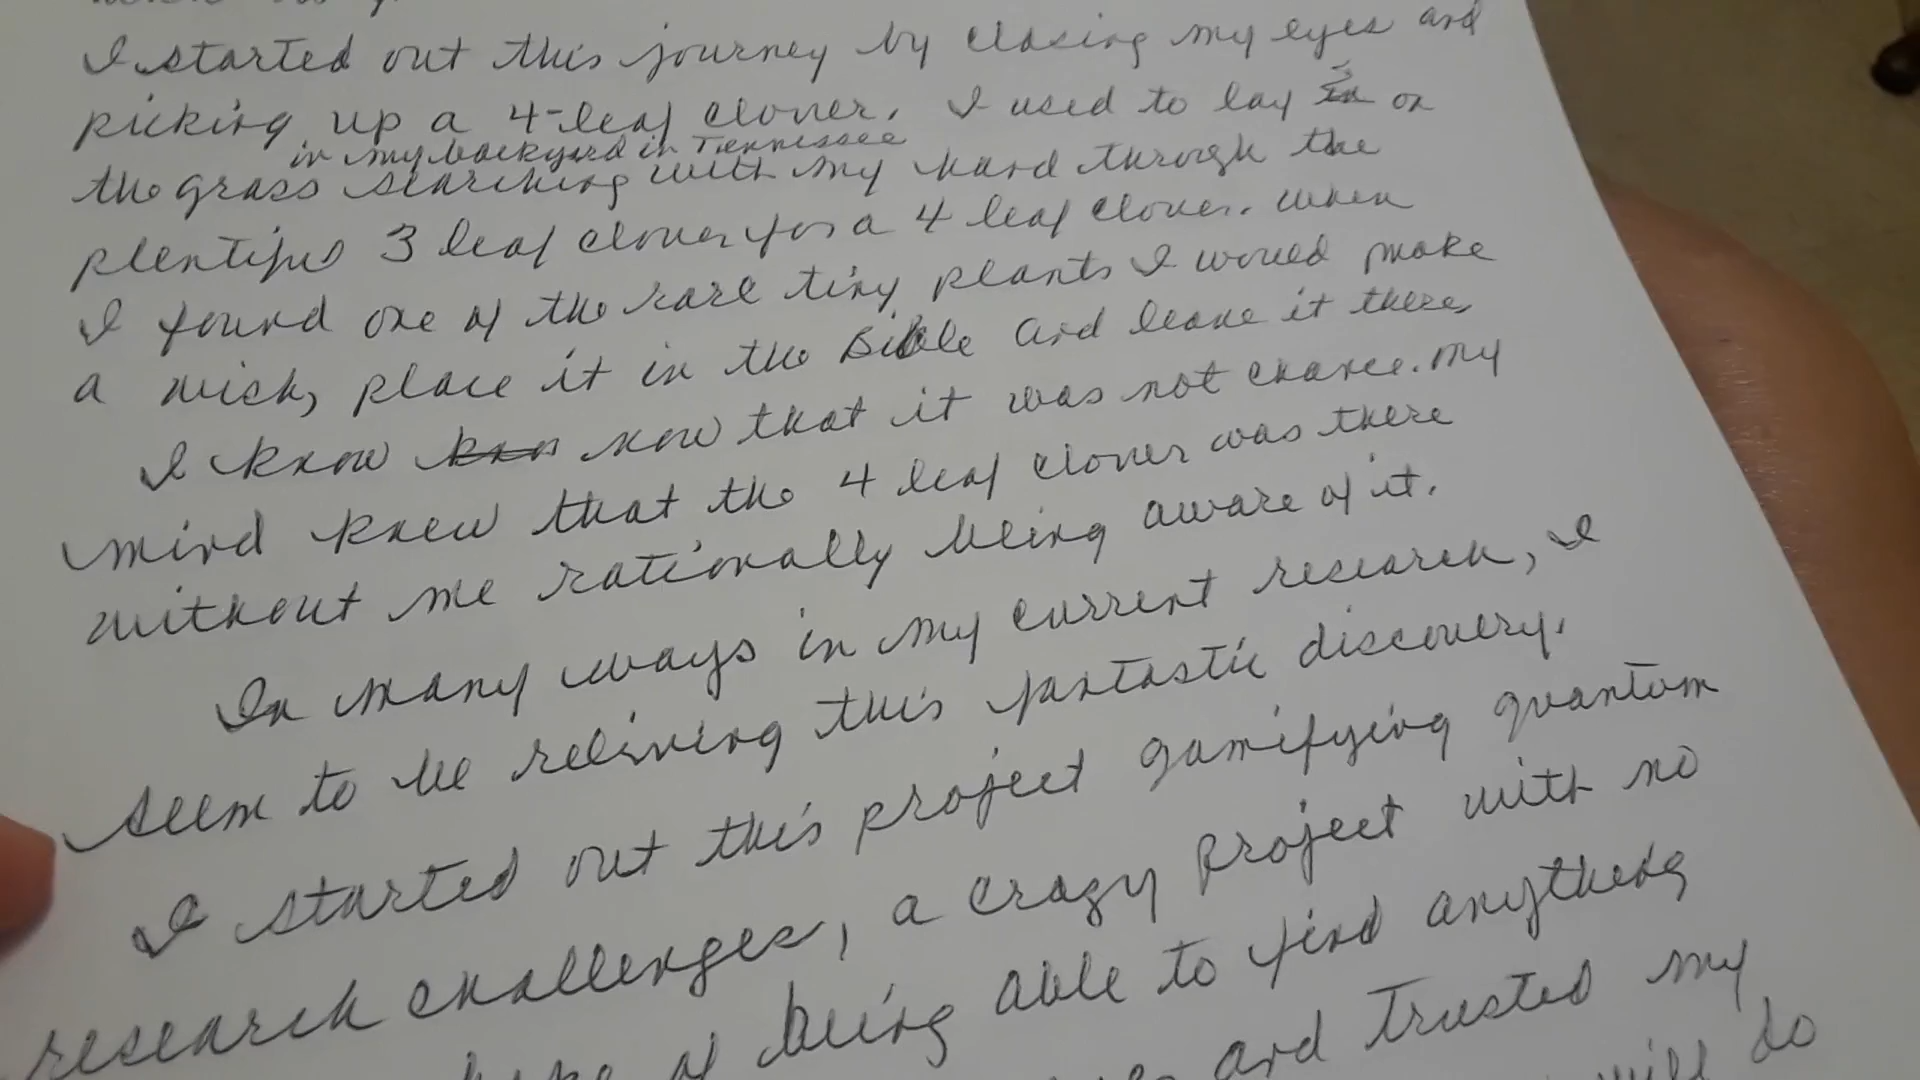 I started out this journey by closing my eyes and
picking up a 4-leaf clover. I used to lay in on
in my backyard in Tennessee
the grass searching with my hand through the
plentiful 3 leaf clover for a 4 leaf clover. When
I found one of the rare tiny plants I would make
a wish, place it in the Bible and leave it there.
I know now that it was not chance. My
mind knew that the 4 leaf clover was there
without me rationally being aware of it.
In many ways in my current research, I
seem to be reliving this fantastic discovery.
I started out this project gamifying quantum
research challenges, a crazy project with no
hope of being able to find anything
and trusted my
will do